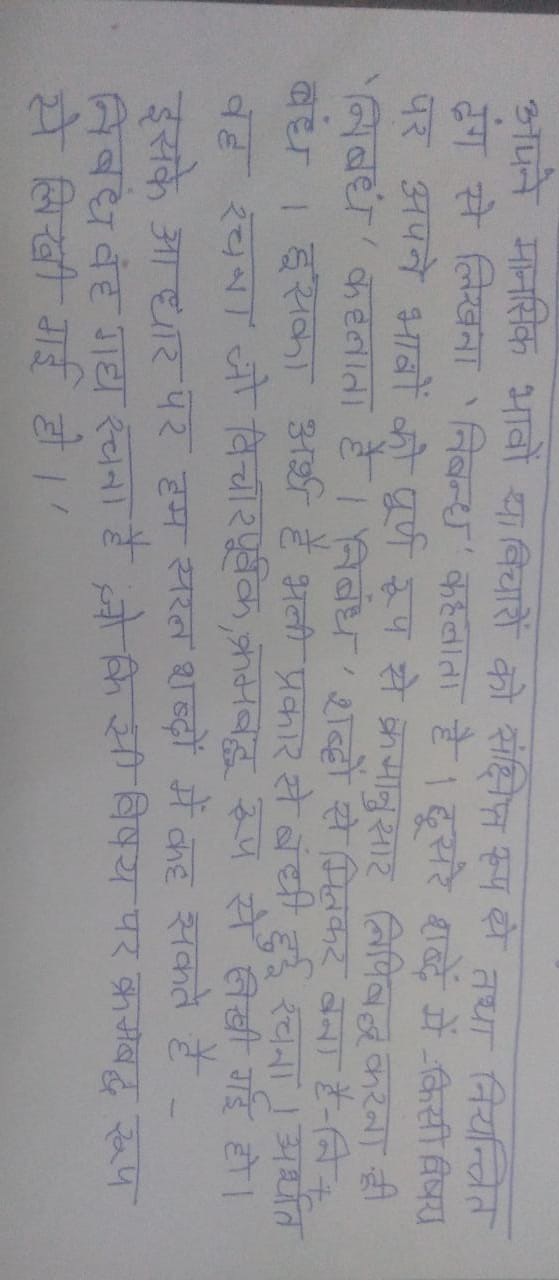 अपने मानसिक भावों या विचारों को संक्षिप्त रूप से तथा नियन्त्रित
ढंग से लिखना 'निबन्ध' कहलाता है । दूसरे शब्दें में -किसी विषय
पर अपने भावों को पूर्ण रूप से क्रमानुसार लिपिबद्ध करना ही
'निबधं' कहलाता है । 'निबंध' शब्दों से मिलकर बना है-नि +
बंध । इसका अर्थ है भली प्रकार से बंधी हुई रचना । अर्थात
वह रचना जो विचारपूर्वक,क्रमबद्ध रूप से लिखी गई हो।
इसके आधार पर हम सरल शब्दों में कह सकते है -
निबंध वह गद्य रचना है ,जो किसी विषय पर क्रमबद्ध रूप
से लिखी गई हो ।'